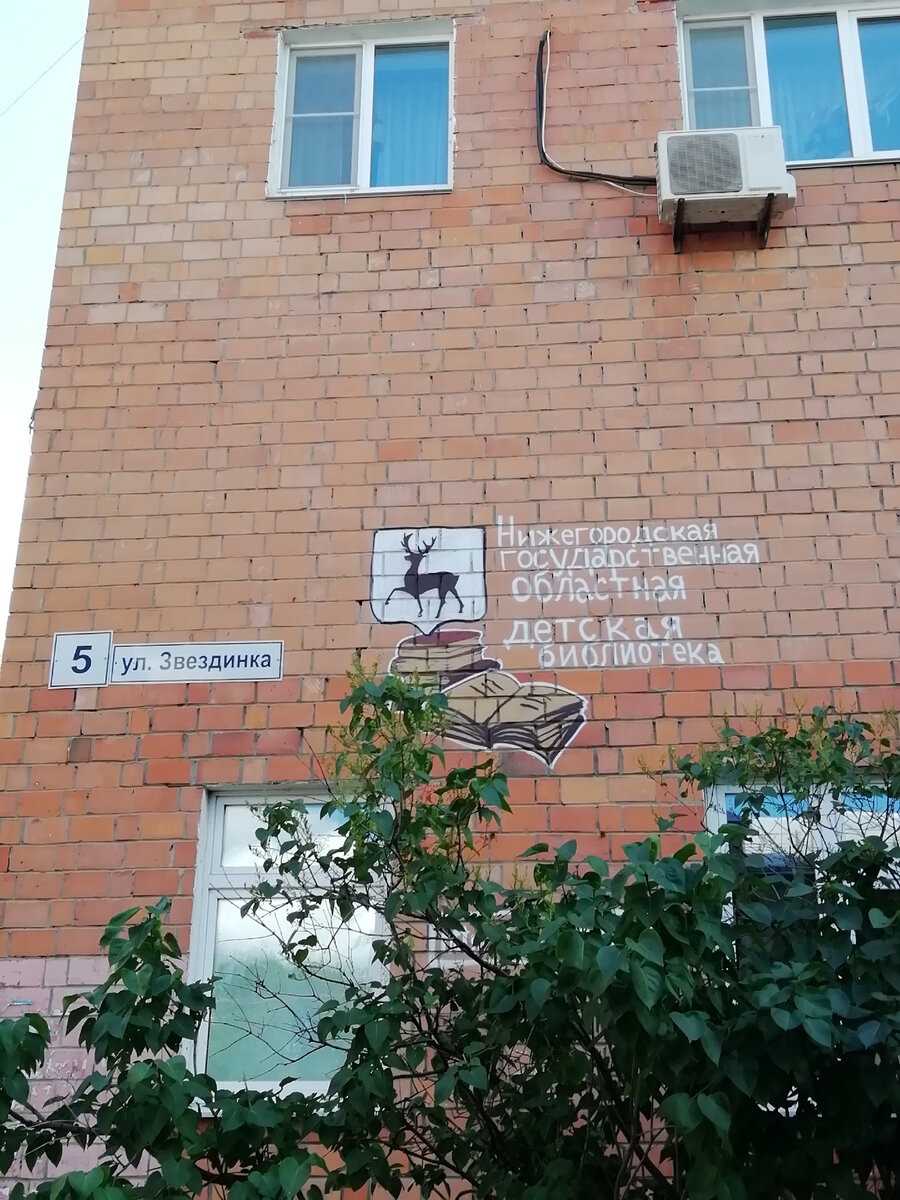 Нижегородская
государственная
областная
детская
библиотека
5
ул. Звездинка